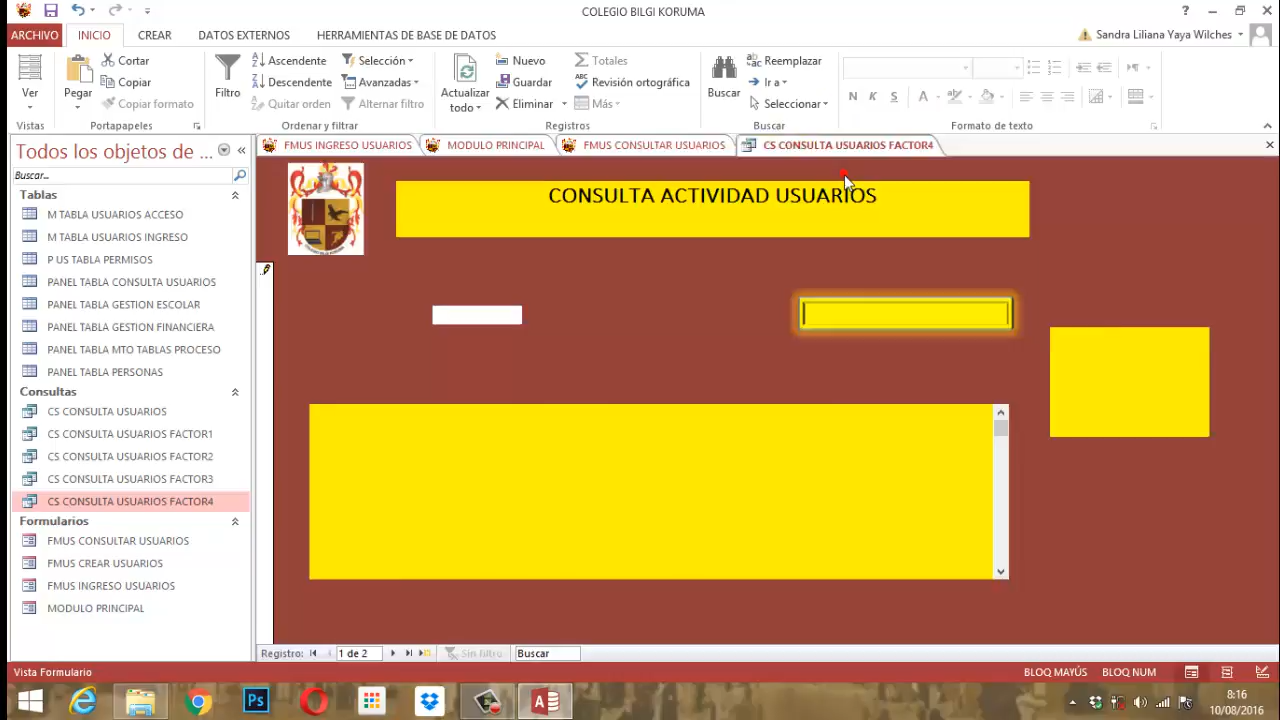 COLEGIO BILGI KORUMA
ARCHIVO INICIO CREAR DATOS EXTERNOS HERRAMIENTAS DE BASE DE DATOS Sandra Liliana Yaya Wilches
Ver
Vistas
Pegar
Cortar
Copiar
Copiar formato
Portapapeles
Filtro
Ascendente
Descendente
Quitar orden
Selección
Avanzadas
Alternar filtro
Ordenar y filtrar
Actualizar
todo
Nuevo
Guardar
Eliminar
Totales
Revisión ortográfica
Más
Registros
Buscar
Reemplazar
Ir a
Seleccionar
Buscar
N K S A
Formato de texto
Todos los objetos de ...
Buscar...
Tablas
M TABLA USUARIOS ACCESO
M TABLA USUARIOS INGRESO
P US TABLA PERMISOS
PANEL TABLA CONSULTA USUARIOS
PANEL TABLA GESTION ESCOLAR
PANEL TABLA GESTION FINANCIERA
PANEL TABLA MTO TABLAS PROCESO
PANEL TABLA PERSONAS
Consultas
CS CONSULTA USUARIOS
CS CONSULTA USUARIOS FACTOR1
CS CONSULTA USUARIOS FACTOR2
CS CONSULTA USUARIOS FACTOR3
CS CONSULTA USUARIOS FACTOR4
Formularios
FMUS CONSULTAR USUARIOS
FMUS CREAR USUARIOS
FMUS INGRESO USUARIOS
MODULO PRINCIPAL
FMUS INGRESO USUARIOS MODULO PRINCIPAL FMUS CONSULTAR USUARIOS CS CONSULTA USUARIOS FACTOR4
CONSULTA ACTIVIDAD USUARIOS
Registro: 1 de 2 Sin filtro Buscar
Vista Formulario BLOQ MAYÚS BLOQ NUM
Ps
8:16
10/08/2016